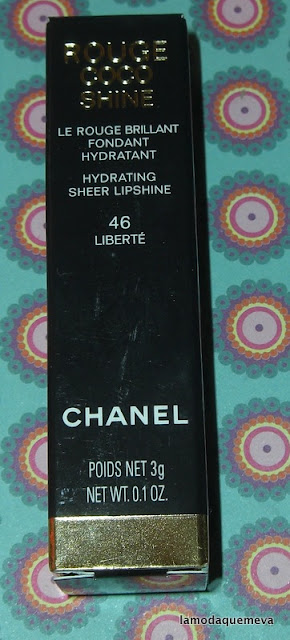 ROUGE
COCO
SHINE
LE ROUGE BRILLANT
FONDANT
HYDRATANT
HYDRATING
SHEER LIPSHINE
46
LIBERTÉ
CHANEL
POIDS NET 3g
NET WT. 0.1 OZ.
lamodaquemeva